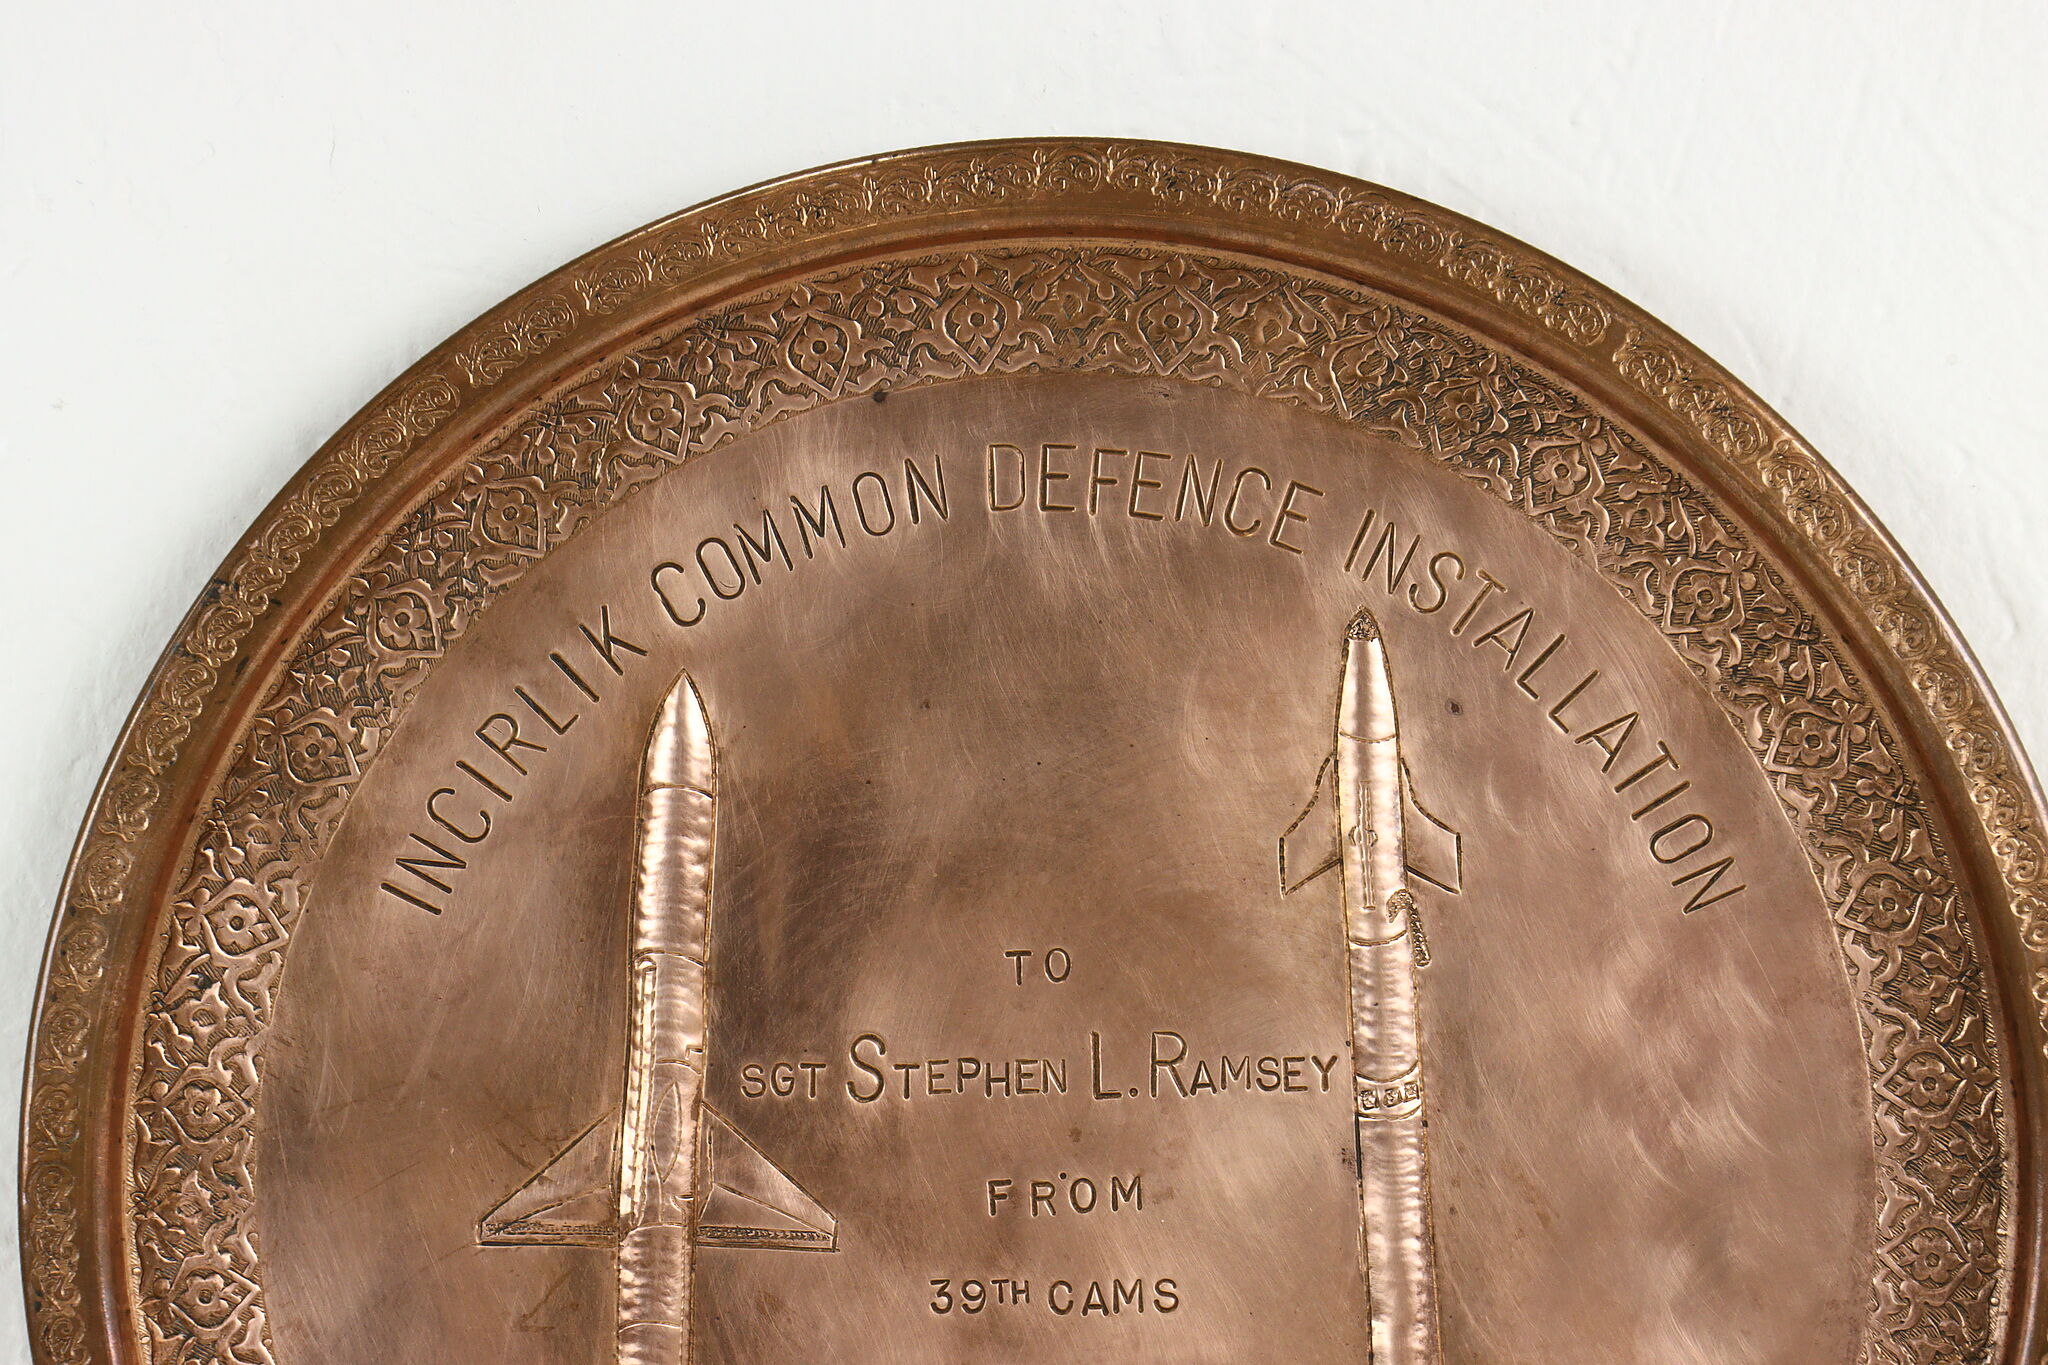 INCIRLIK COMMON DEFENCE INSTALLATION
TO
SGT STEPHEN L. RAMSEY
FROM
39TH CAMS